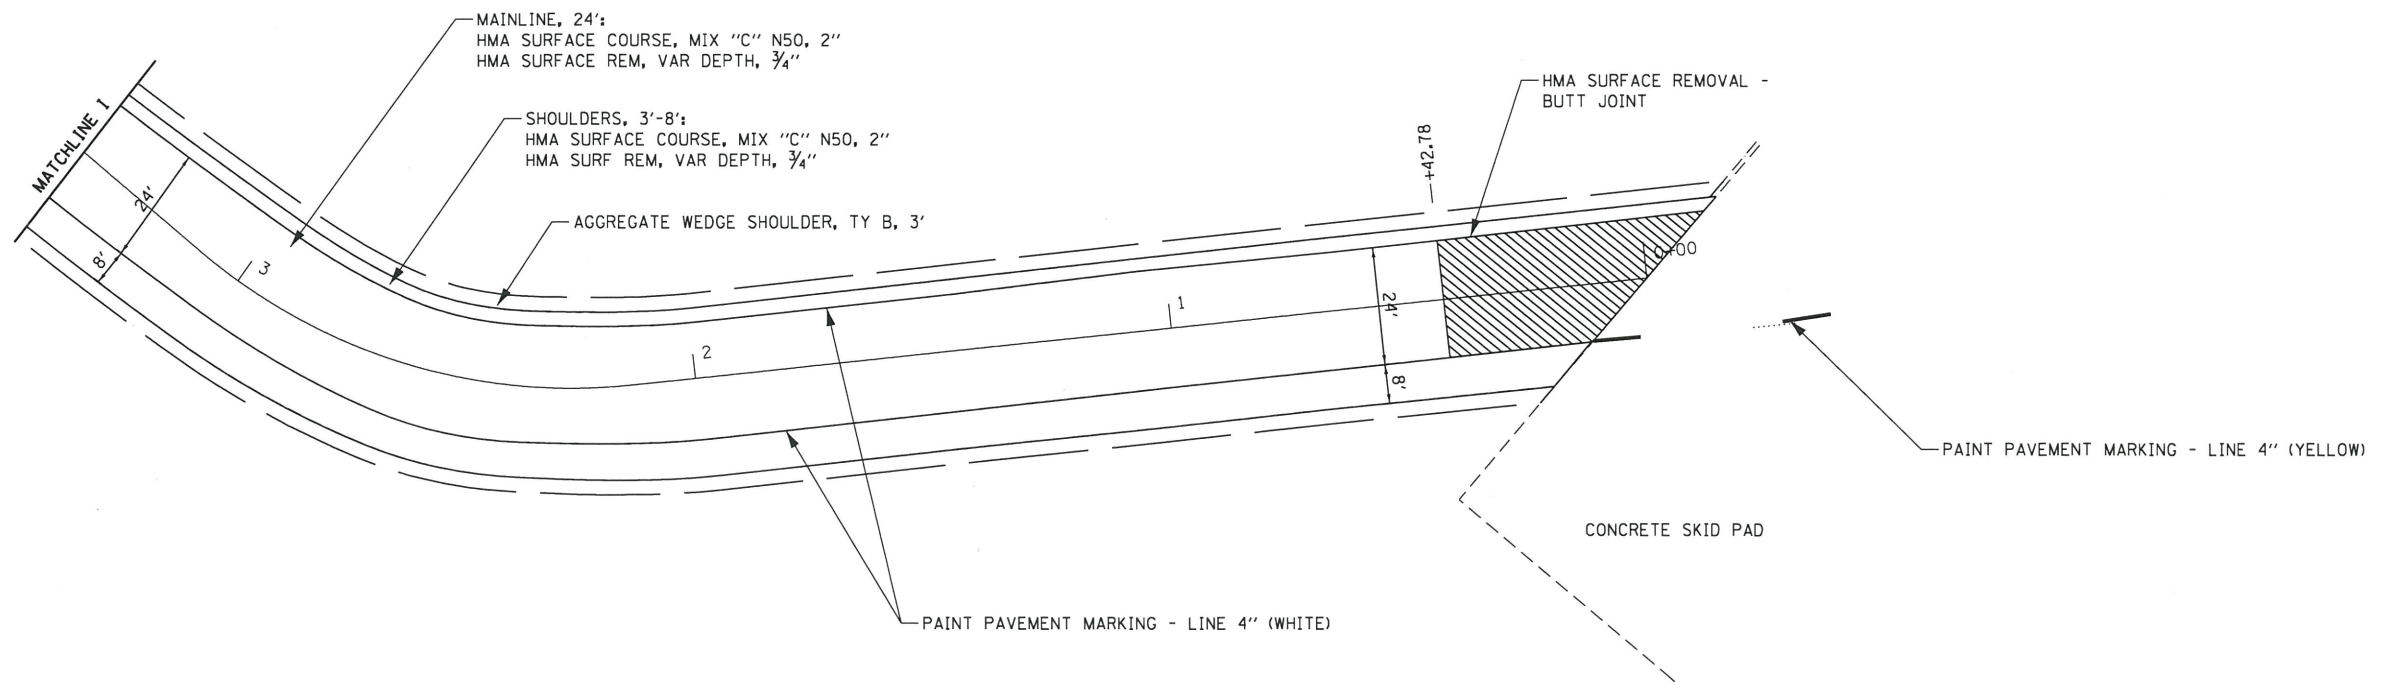 MAINLINE, 24':
HMA SURFACE COURSE, MIX "C" N50, 2"
HMA SURFACE REM, VAR DEPTH, ¾"
SHOULDERS, 3'-8':
HMA SURFACE COURSE, MIX "C" N50, 2"
HMA SURF REM, VAR DEPTH, ¾"
AGGREGATE WEDGE SHOULDER, TY B, 3'
HMA SURFACE REMOVAL -
BUTT JOINT
+42.78
MATCHLINE I
24'
8'
3
2
1
0+00
24'
8'
PAINT PAVEMENT MARKING - LINE 4" (YELLOW)
CONCRETE SKID PAD
PAINT PAVEMENT MARKING - LINE 4" (WHITE)